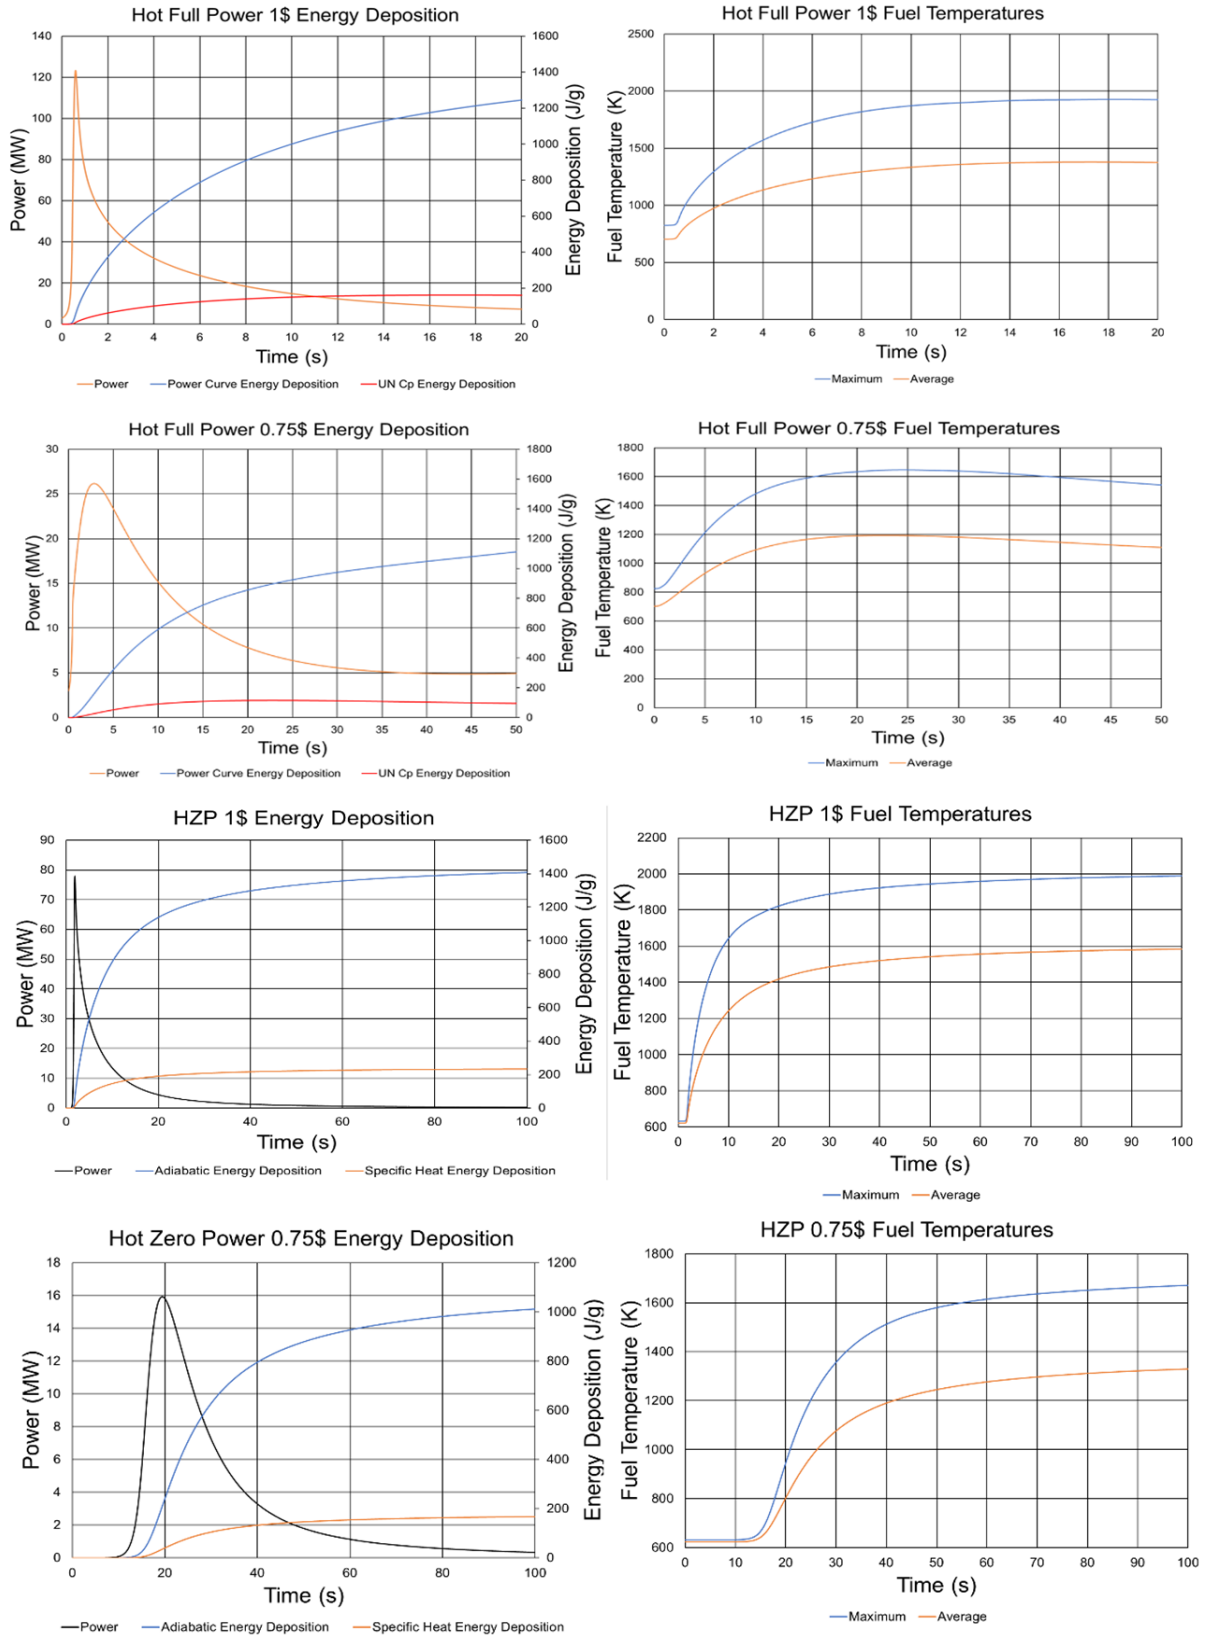 Hot Full Power 1$ Energy Deposition
140
120
100
80
60
40
20
0
1600
1400
1200
1000
800
600
400
200
0
0 2 4 6 8 10 12 14 16 18 20
Power (MW)
Energy Deposition (J/g)
Time (s)
Power Power Curve Energy Deposition UN Cp Energy Deposition
Hot Full Power 1$ Fuel Temperatures
2500
2000
1500
1000
500
0
0 2 4 6 8 10 12 14 16 18 20
Fuel Temperature (K)
Time (s)
Maximum Average
Hot Full Power 0.75$ Energy Deposition
30
25
20
15
10
5
0
1800
1600
1400
1200
1000
800
600
400
200
0
0 5 10 15 20 25 30 35 40 45 50
Power (MW)
Energy Deposition (J/g)
Time (s)
Power Power Curve Energy Deposition UN Cp Energy Deposition
Hot Full Power 0.75$ Fuel Temperatures
1800
1600
1400
1200
1000
800
600
400
200
0
0 5 10 15 20 25 30 35 40 45 50
Fuel Temperature (K)
Time (s)
Maximum Average
HZP 1$ Energy Deposition
90
80
70
60
50
40
30
20
10
0
1600
1400
1200
1000
800
600
400
200
0
0 20 40 60 80 100
Power (MW)
Energy Deposition (J/g)
Time (s)
Power Adiabatic Energy Deposition Specific Heat Energy Deposition
HZP 1$ Fuel Temperatures
2200
2000
1800
1600
1400
1200
1000
800
600
0 10 20 30 40 50 60 70 80 90 100
Fuel Temperature (K)
Time (s)
Maximum Average
Hot Zero Power 0.75$ Energy Deposition
18
16
14
12
10
8
6
4
2
0
1200
1000
800
600
400
200
0
0 20 40 60 80 100
Power (MW)
Energy Deposition (J/g)
Time (s)
Power Adiabatic Energy Deposition Specific Heat Energy Deposition
HZP 0.75$ Fuel Temperatures
1800
1600
1400
1200
1000
800
600
0 10 20 30 40 50 60 70 80 90 100
Fuel Temperature (K)
Time (s)
Maximum Average